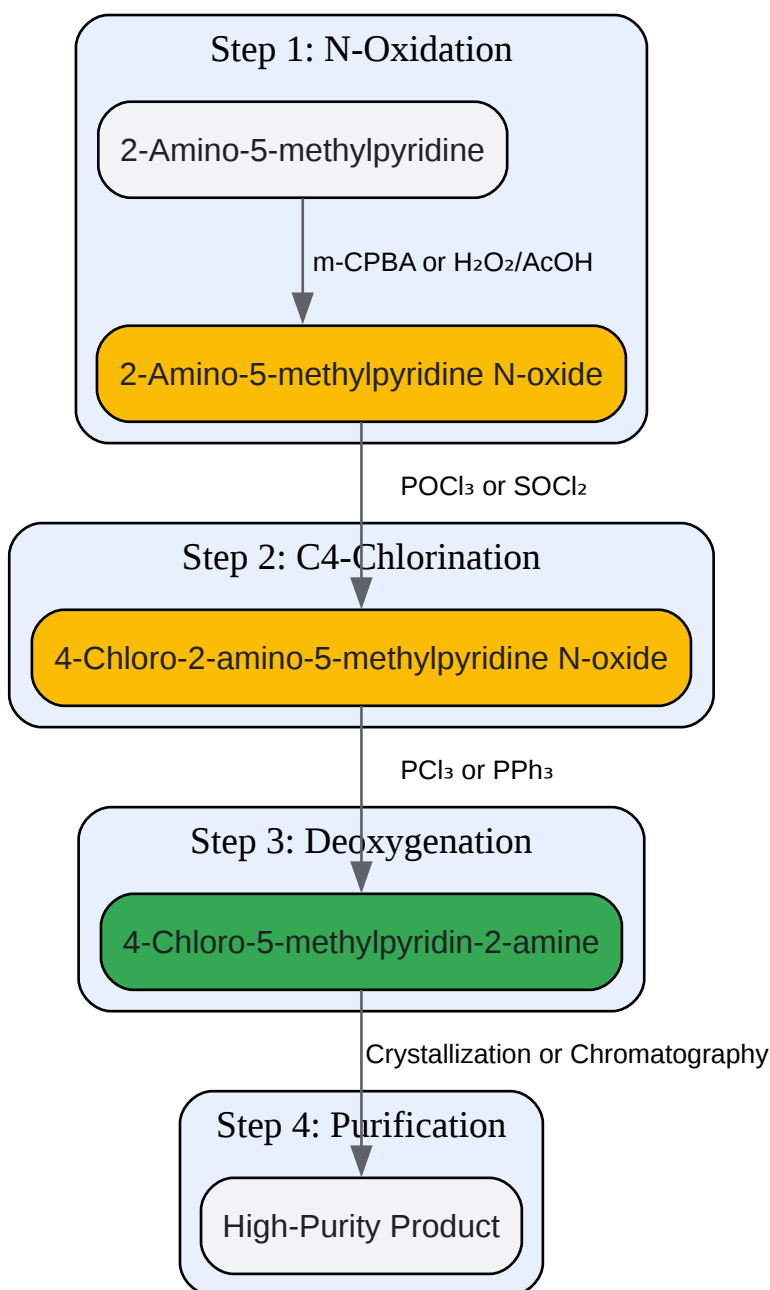 Step 1: N-Oxidation
2-Amino-5-methylpyridine
m-CPBA or H₂O₂/AcOH
2-Amino-5-methylpyridine N-oxide
POCl₃ or SOCl₂
Step 2: C4-Chlorination
4-Chloro-2-amino-5-methylpyridine N-oxide
PCl₃ or PPh₃
Step 3: Deoxygenation
4-Chloro-5-methylpyridin-2-amine
Crystallization or Chromatography
Step 4: Purification
High-Purity Product